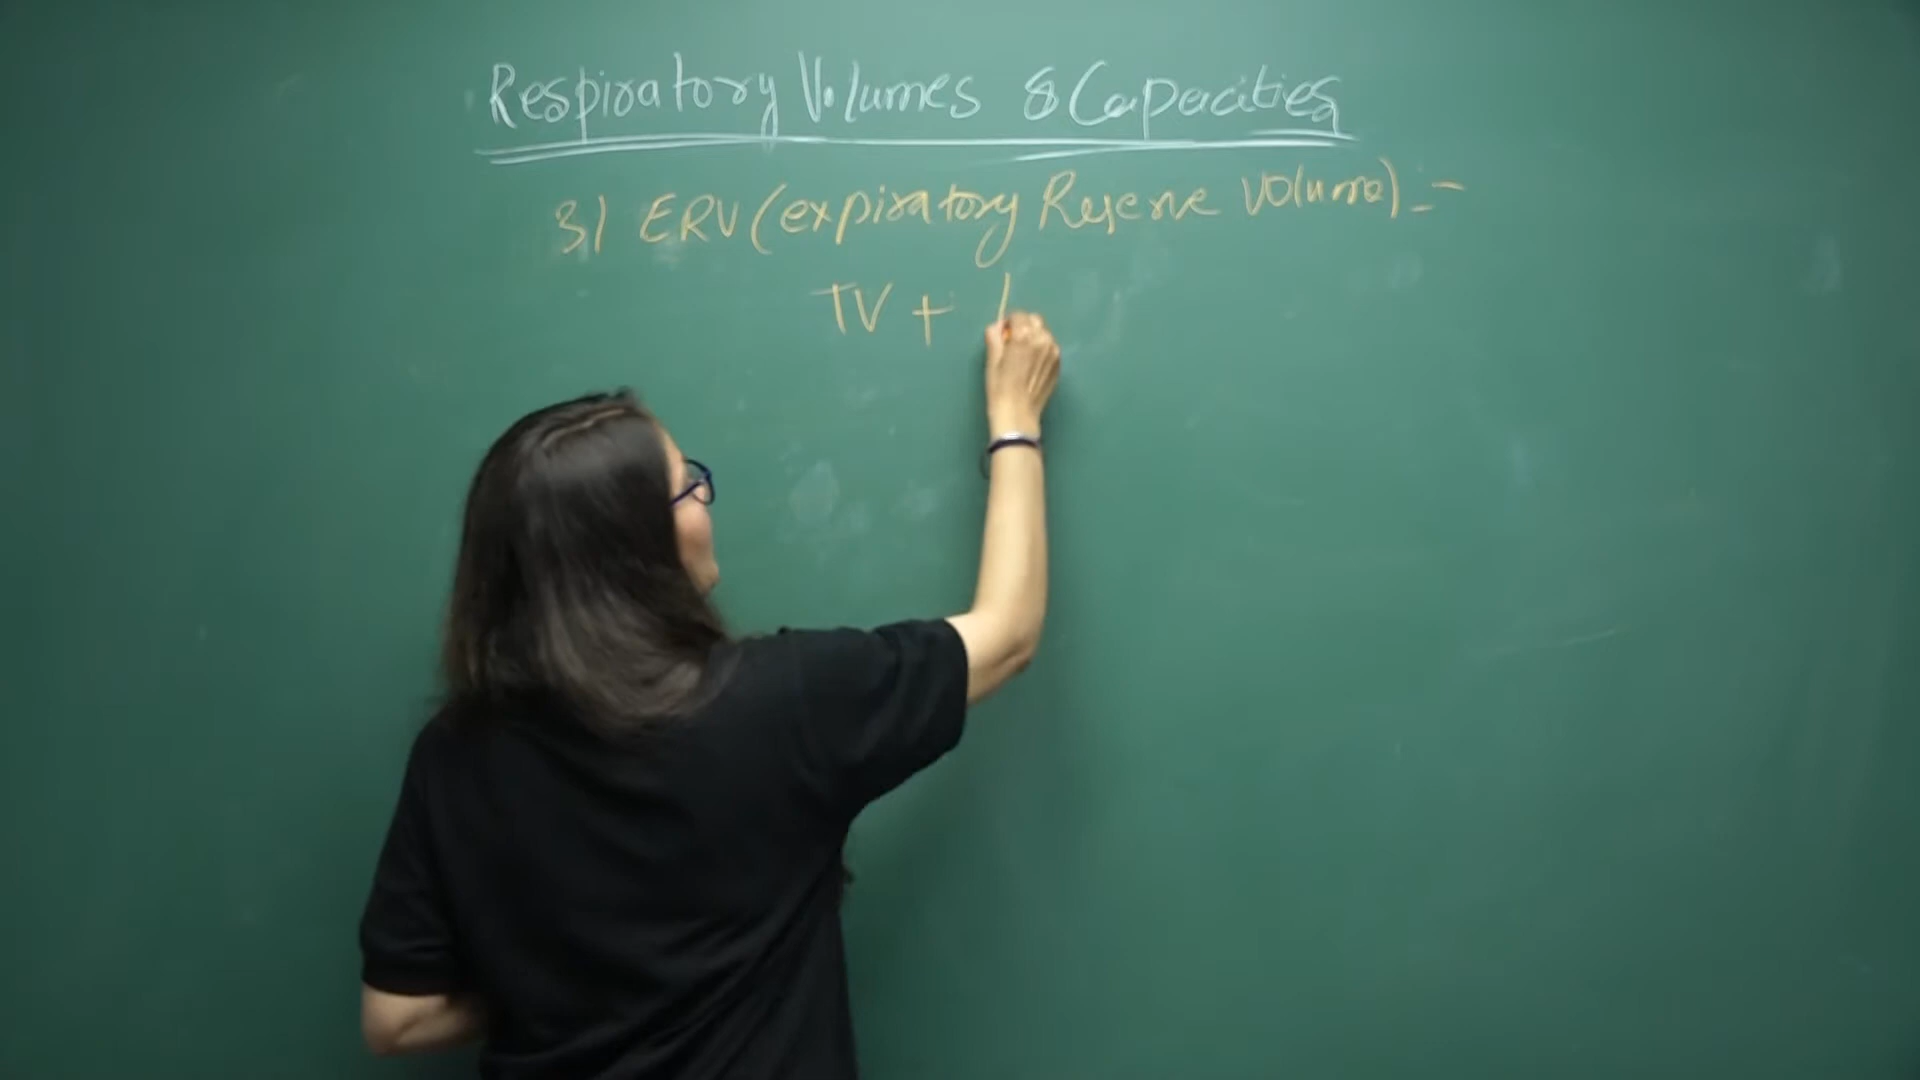 Respiratory Volumes & Capacities
3) ERV (expiratory Reserve Volume) :-
TV +